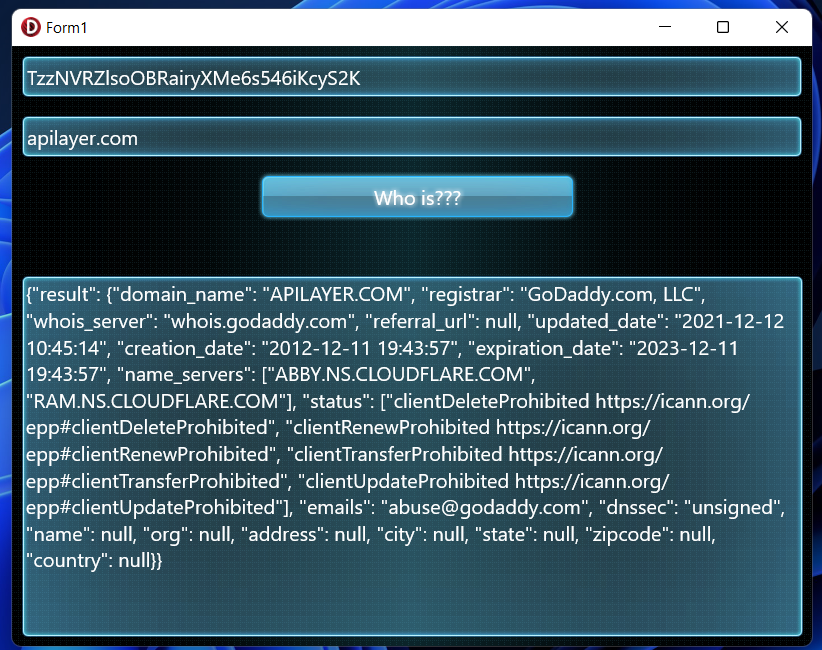 Form1
TzzNVRZlsoOBRairyXMe6s546iKcyS2K
apilayer.com
Who is???
{"result": {"domain_name": "APILAYER.COM", "registrar": "GoDaddy.com, LLC",
"whois_server": "whois.godaddy.com", "referral_url": null, "updated_date": "2021-12-12
10:45:14", "creation_date": "2012-12-11 19:43:57", "expiration_date": "2023-12-11
19:43:57", "name_servers": ["ABBY.NS.CLOUDFLARE.COM",
"RAM.NS.CLOUDFLARE.COM"], "status": ["clientDeleteProhibited https://icann.org/
epp#clientDeleteProhibited", "clientRenewProhibited https://icann.org/
epp#clientRenewProhibited", "clientTransferProhibited https://icann.org/
epp#clientTransferProhibited", "clientUpdateProhibited https://icann.org/
epp#clientUpdateProhibited"], "emails": "abuse@godaddy.com", "dnssec": "unsigned",
"name": null, "org": null, "address": null, "city": null, "state": null, "zipcode": null,
"country": null}}